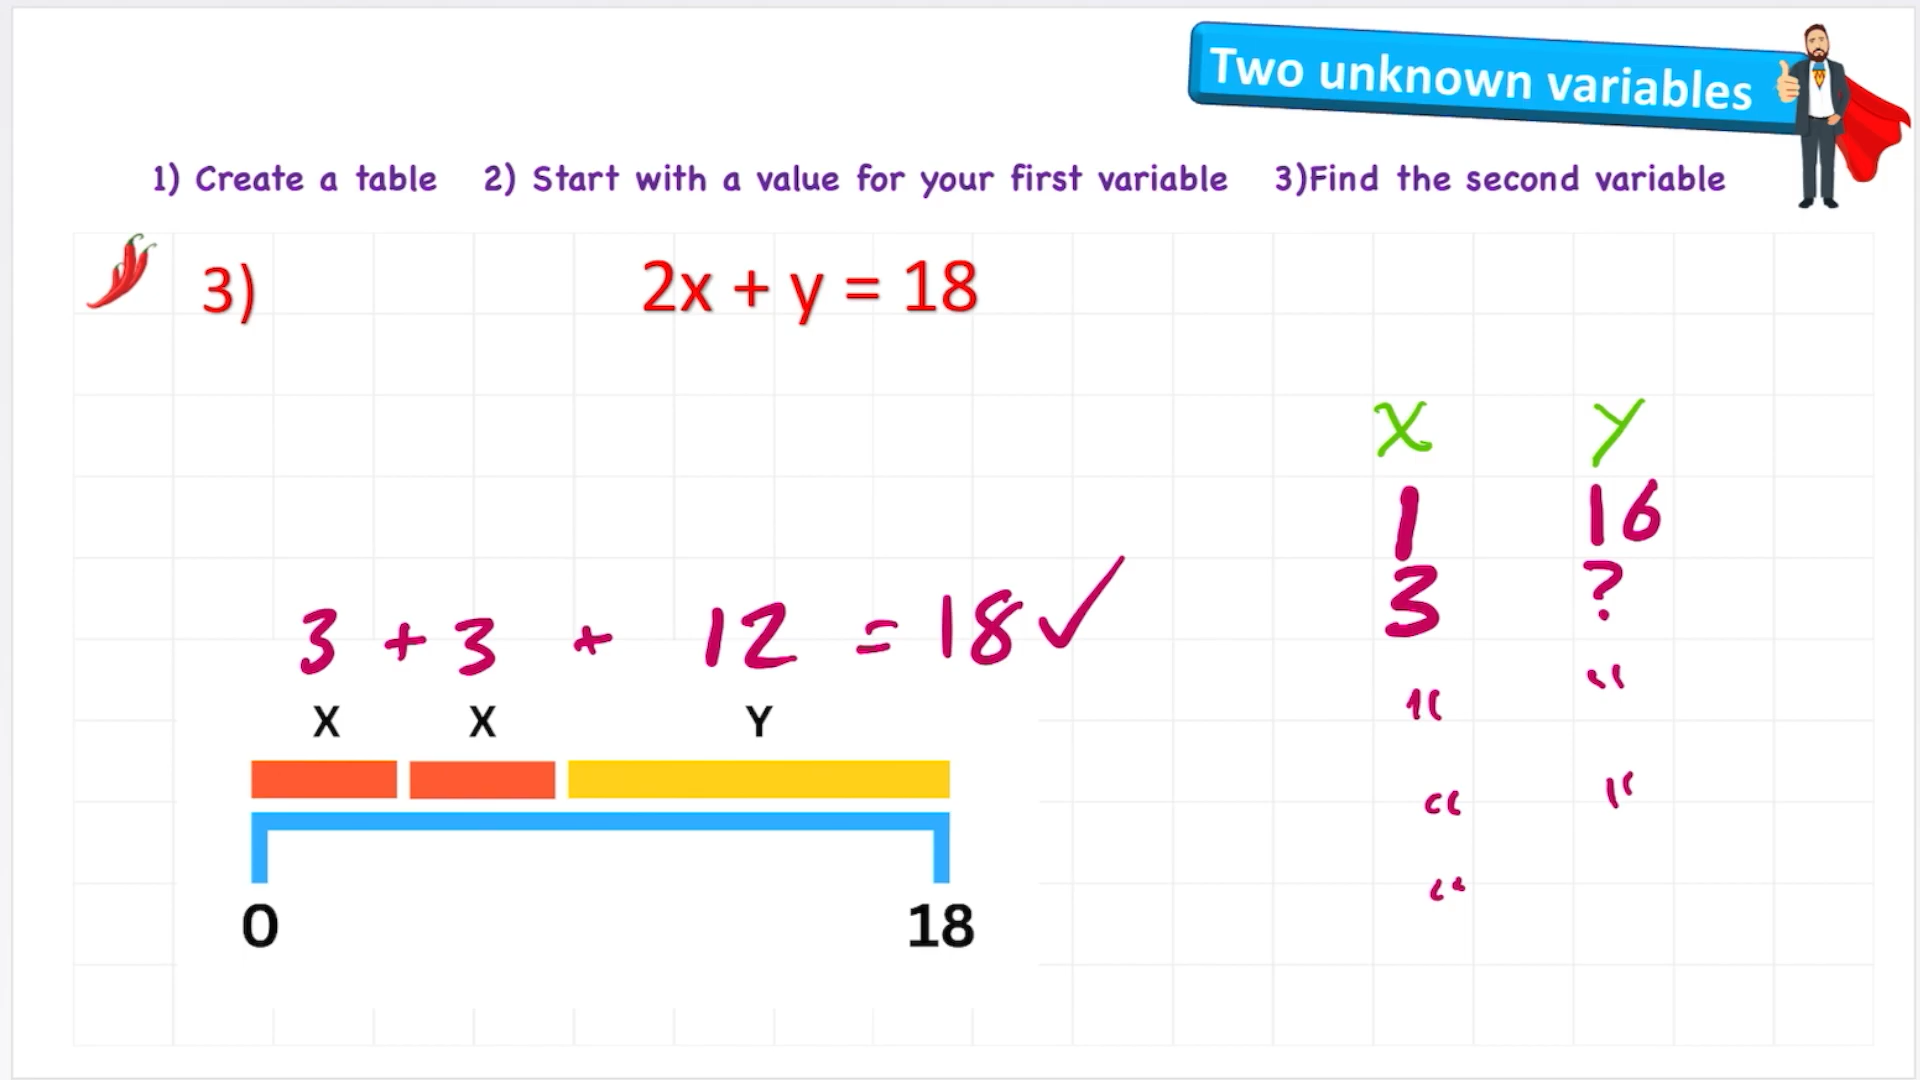 Two unknown variables
1) Create a table 2) Start with a value for your first variable 3)Find the second variable
3) 2x + y = 18
X Y
1 16
3 ?
3 + 3 + 12 = 18✓
" "
X X Y
" "
"
0 18